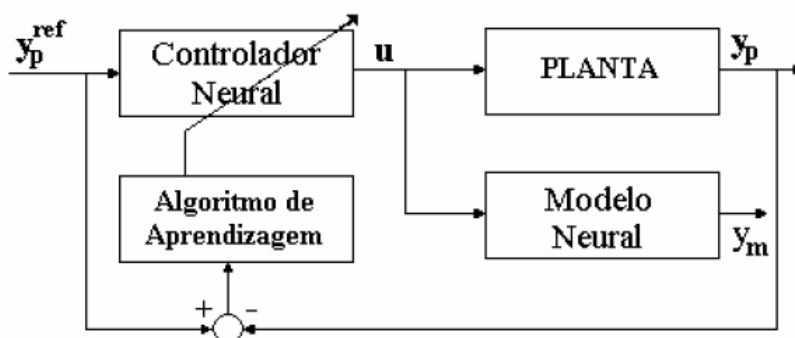 y_p^ref
Controlador
Neural
u
PLANTA
y_p
Algoritmo de
Aprendizagem
Modelo
Neural
y_m
+ -